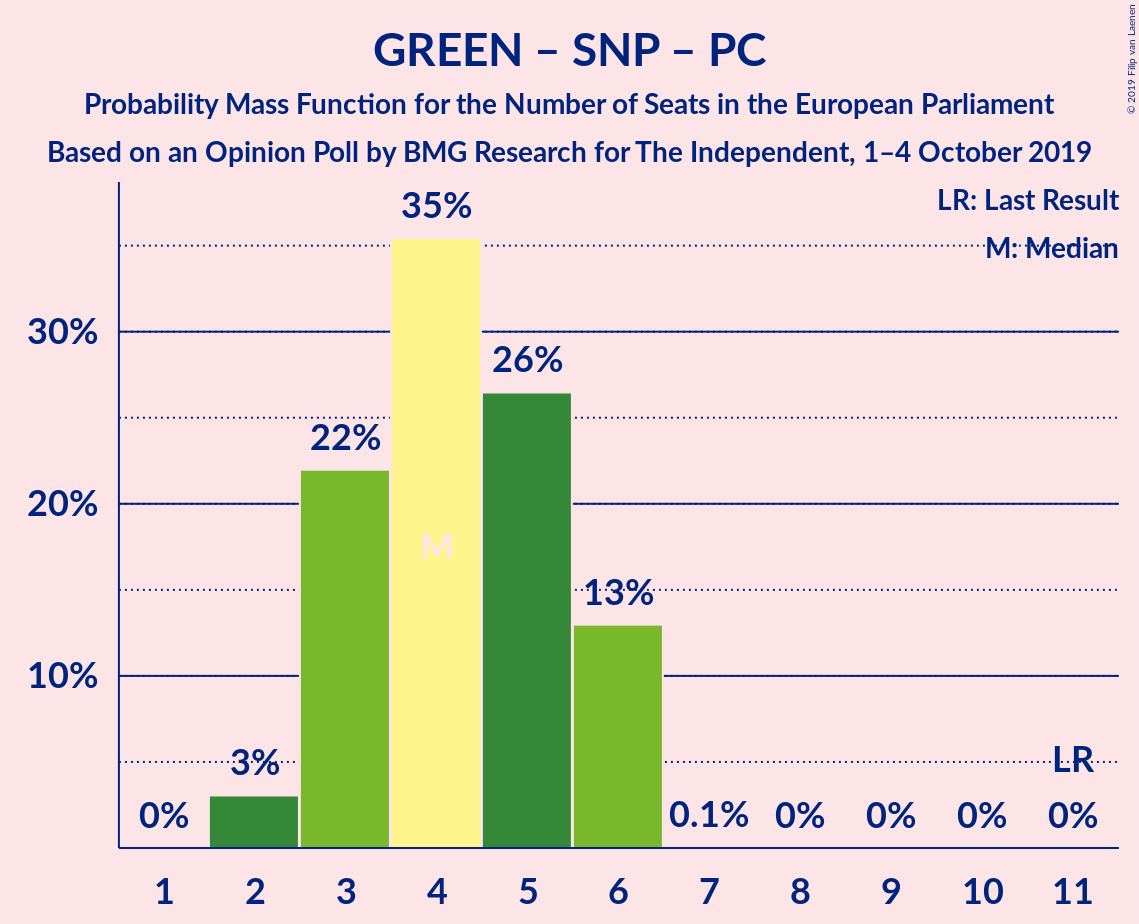 GREEN – SNP – PC
Probability Mass Function for the Number of Seats in the European Parliament
Based on an Opinion Poll by BMG Research for The Independent, 1–4 October 2019
© 2019 Filip van Laenen
LR: Last Result
M: Median
35%
30%
26%
22%
20%
M
13%
10%
3%
LR
0%
0.1%
0%
0%
0%
0%
1 2 3 4 5 6 7 8 9 10 11